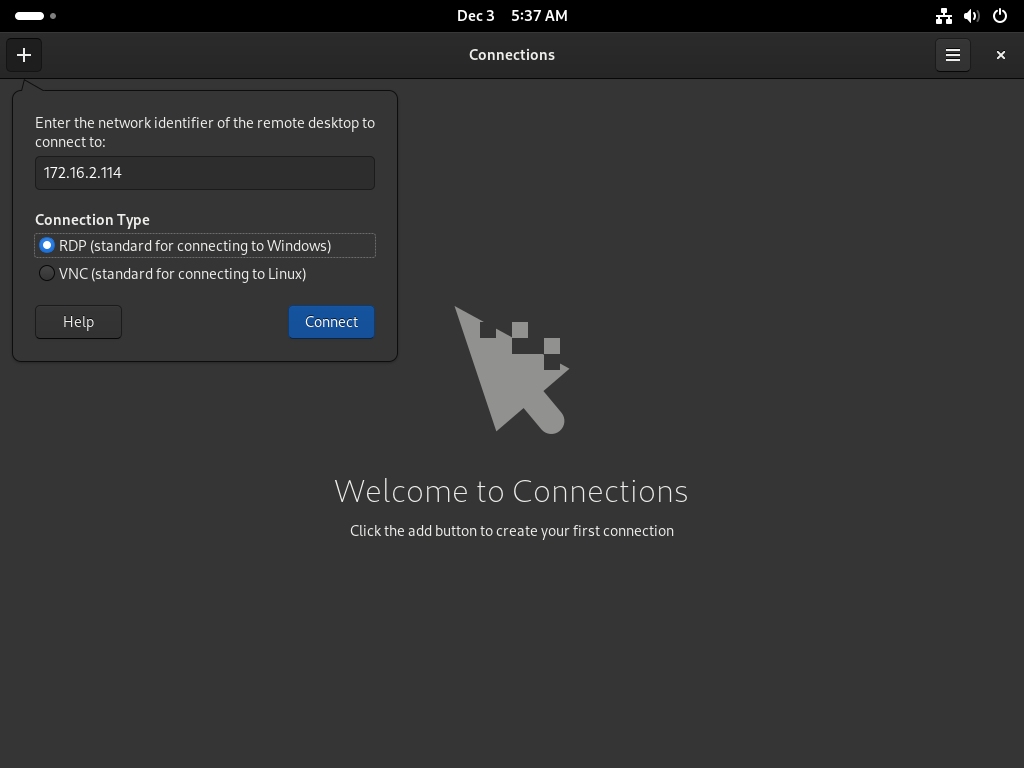 Dec 3 5:37 AM
Connections
Enter the network identifier of the remote desktop to
connect to:
172.16.2.114
Connection Type
RDP (standard for connecting to Windows)
VNC (standard for connecting to Linux)
Help
Connect
Welcome to Connections
Click the add button to create your first connection